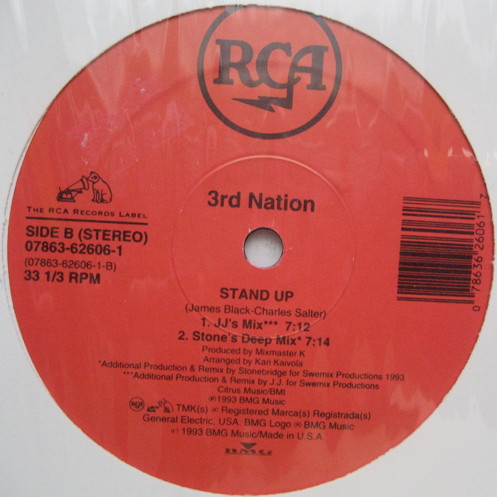 RCA
3rd Nation
THE RCA RECORDS LABEL
SIDE B (STEREO)
07863-62606-1
(07863-62606-1-B)
33 1/3 RPM
0 78636 26061 7
STAND UP
(James Black-Charles Salter)
1. JJ's Mix*** 7:12
2. Stone's Deep Mix* 7:14
Produced by Mixmaster K
Arranged by Kari Kaivola
*Additional Production & Remix by Stonebridge for Swemix Productions 1993
***Additional Production & Remix by J.J. for Swemix Productions
Citrus Music/BMI
℗1993 BMG Music
RCA TMK(s) ® Registered Marca(s) Registrada(s)
General Electric, USA. BMG Logo ® BMG Music
©1993 BMG Music/Made in U.S.A.
BMG